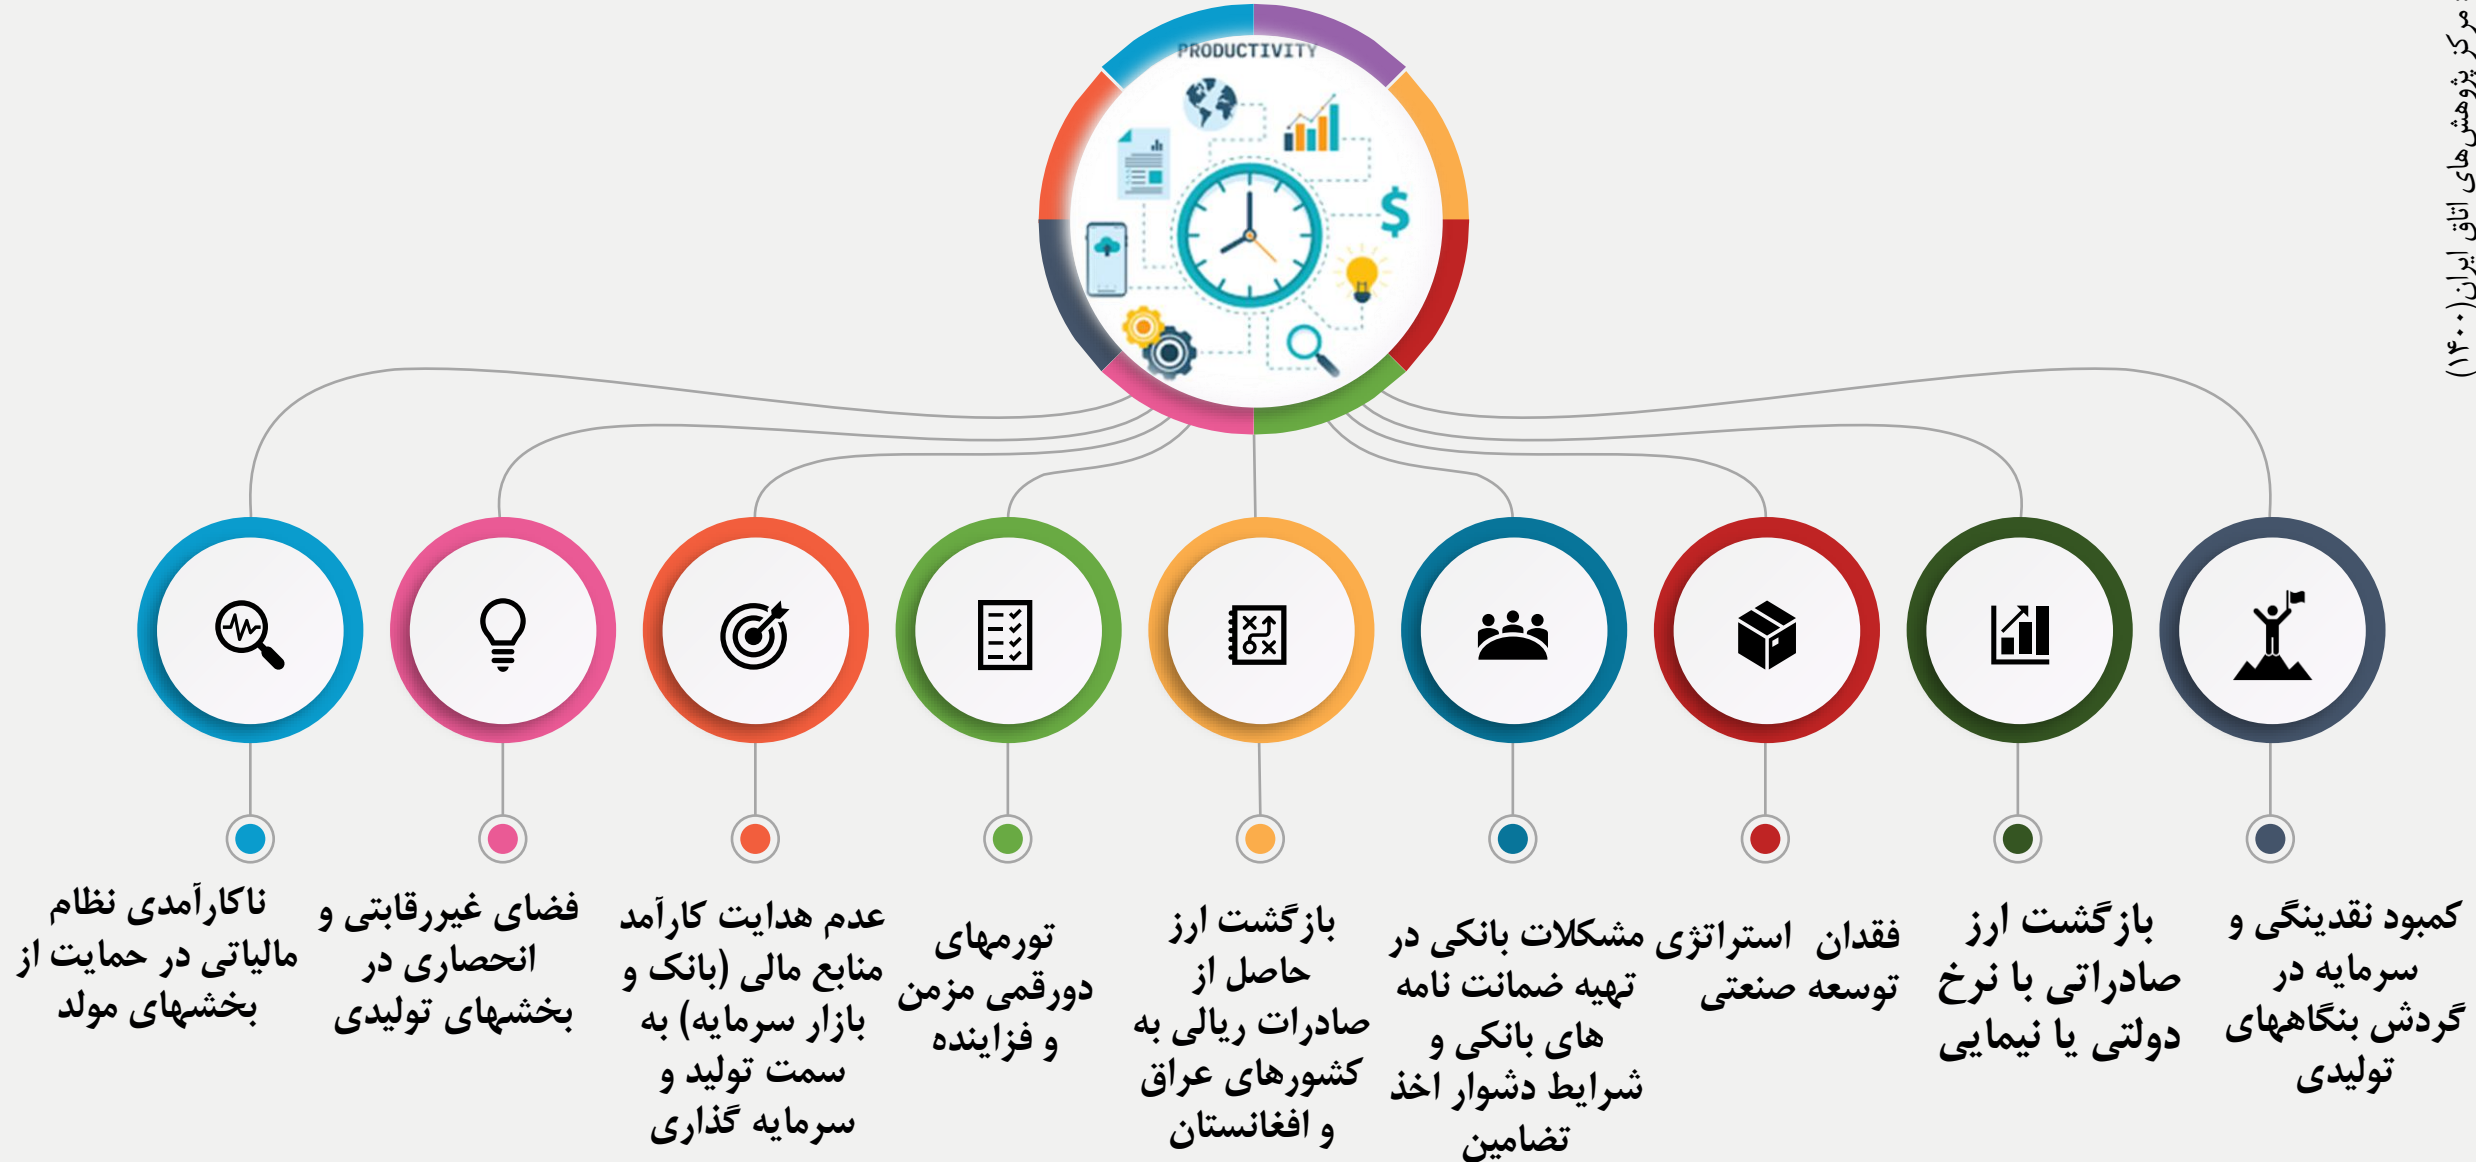 PRODUCTIVITY
مرکز پژوهش‌های اتاق ایران(۱۴۰۰)
کمبود نقدینگی و
سرمایه در
گردش بنگاههای
تولیدی
بازگشت ارز
صادراتی با نرخ
دولتی یا نیمایی
فقدان استراتژی
توسعه صنعتی
مشکلات بانکی در
تهیه ضمانت نامه
های بانکی و
شرایط دشوار اخذ
تضامین
بازگشت ارز
حاصل از
صادرات ریالی به
کشورهای عراق
و افغانستان
تورمهای
دورقمی مزمن
و فزاینده
عدم هدایت کارآمد
منابع مالی (بانک و
بازار سرمایه) به
سمت تولید و
سرمایه گذاری
فضای غیررقابتی و
انحصاری در
بخشهای تولیدی
ناکارآمدی نظام
مالیاتی در حمایت از
بخشهای مولد